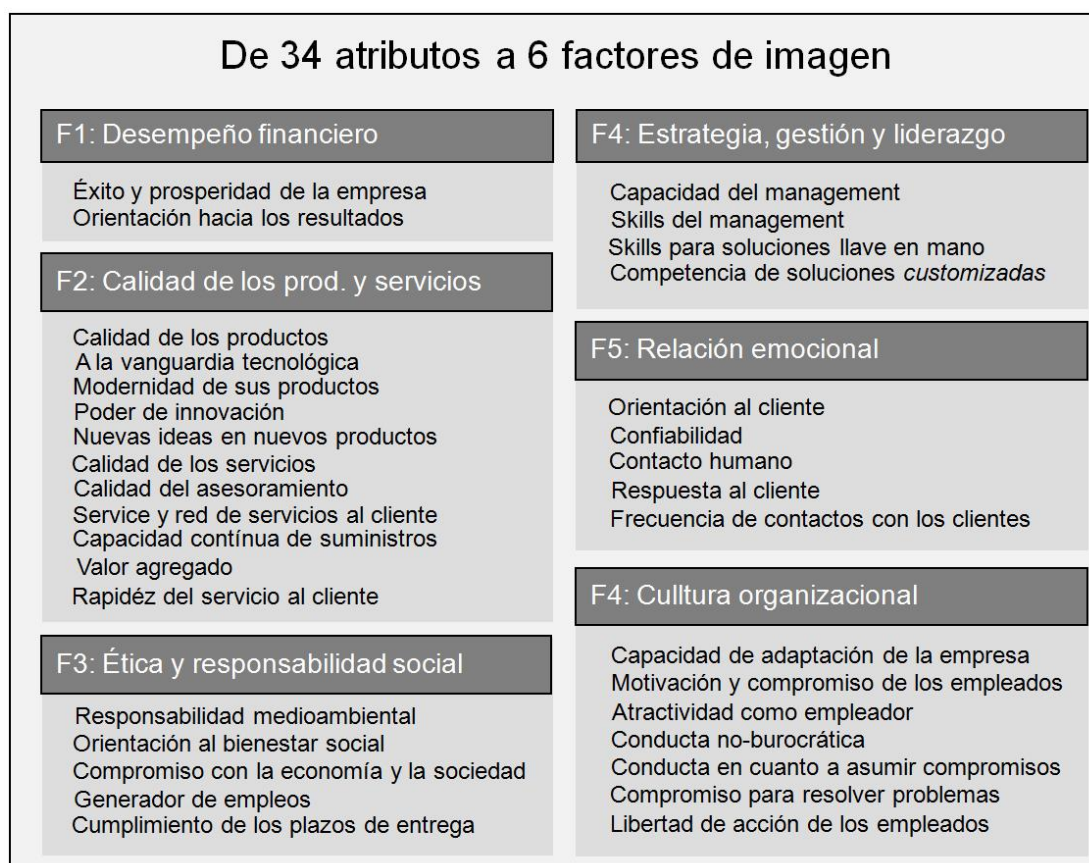 De 34 atributos a 6 factores de imagen
F1: Desempeño financiero
Éxito y prosperidad de la empresa
Orientación hacia los resultados
F2: Calidad de los prod. y servicios
Calidad de los productos
A la vanguardia tecnológica
Modernidad de sus productos
Poder de innovación
Nuevas ideas en nuevos productos
Calidad de los servicios
Calidad del asesoramiento
Service y red de servicios al cliente
Capacidad contínua de suministros
Valor agregado
Rapidéz del servicio al cliente
F3: Ética y responsabilidad social
Responsabilidad medioambiental
Orientación al bienestar social
Compromiso con la economía y la sociedad
Generador de empleos
Cumplimiento de los plazos de entrega
F4: Estrategia, gestión y liderazgo
Capacidad del management
Skills del management
Skills para soluciones llave en mano
Competencia de soluciones customizadas
F5: Relación emocional
Orientación al cliente
Confiabilidad
Contacto humano
Respuesta al cliente
Frecuencia de contactos con los clientes
F4: Culltura organizacional
Capacidad de adaptación de la empresa
Motivación y compromiso de los empleados
Atractividad como empleador
Conducta no-burocrática
Conducta en cuanto a asumir compromisos
Compromiso para resolver problemas
Libertad de acción de los empleados